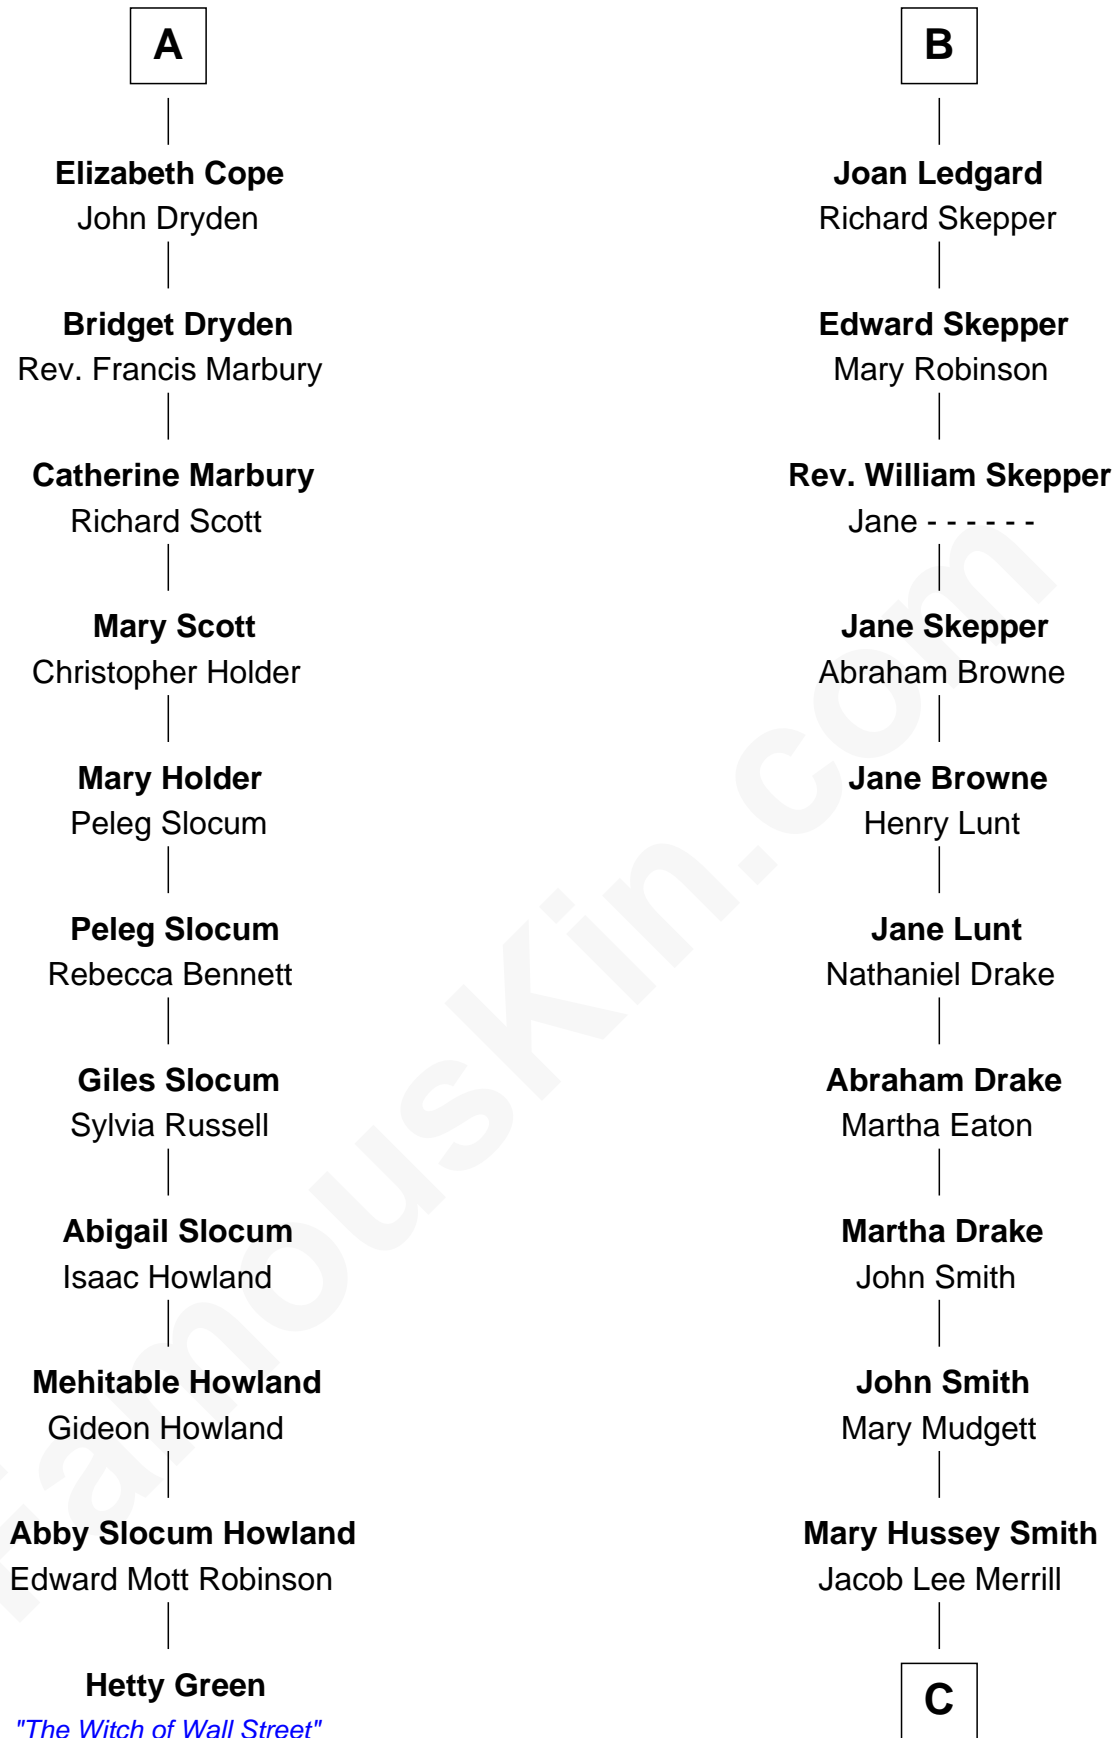 A
Elizabeth Cope
John Dryden
Bridget Dryden
Rev. Francis Marbury
Catherine Marbury
Richard Scott
Mary Scott
Christopher Holder
Mary Holder
Peleg Slocum
Peleg Slocum
Rebecca Bennett
Giles Slocum
Sylvia Russell
Abigail Slocum
Isaac Howland
Mehitable Howland
Gideon Howland
Abby Slocum Howland
Edward Mott Robinson
Hetty Green
"The Witch of Wall Street"
B
Joan Ledgard
Richard Skepper
Edward Skepper
Mary Robinson
Rev. William Skepper
Jane - - - - - -
Jane Skepper
Abraham Browne
Jane Browne
Henry Lunt
Jane Lunt
Nathaniel Drake
Abraham Drake
Martha Eaton
Martha Drake
John Smith
John Smith
Mary Mudgett
Mary Hussey Smith
Jacob Lee Merrill
C
FamousKin.com